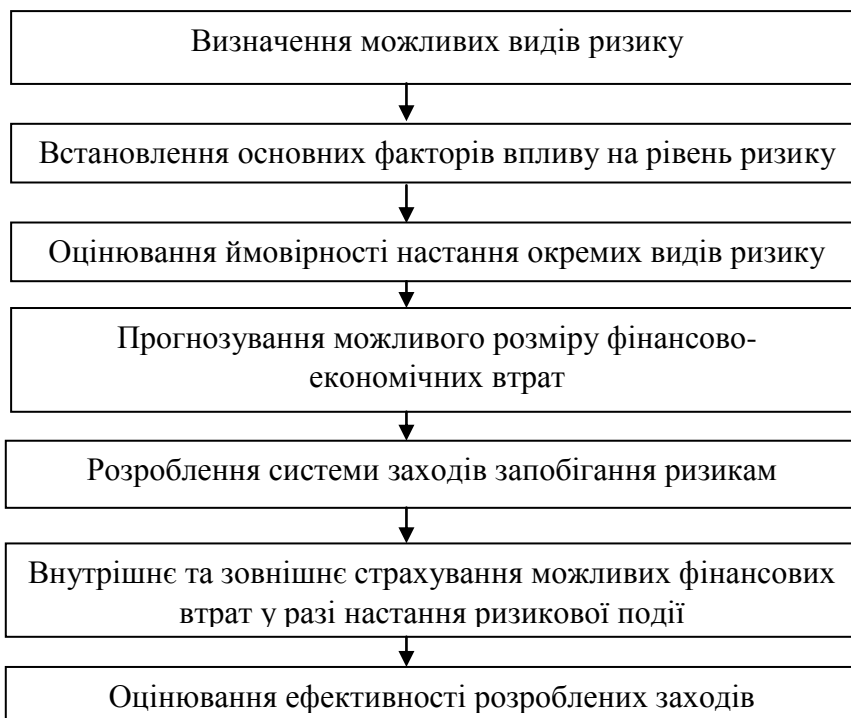 Визначення можливих видів ризику
Встановлення основних факторів впливу на рівень ризику
Оцінювання ймовірності настання окремих видів ризику
Прогнозування можливого розміру фінансово-
економічних втрат
Розроблення системи заходів запобігання ризикам
Внутрішнє та зовнішнє страхування можливих фінансових
втрат у разі настання ризикової події
Оцінювання ефективності розроблених заходів